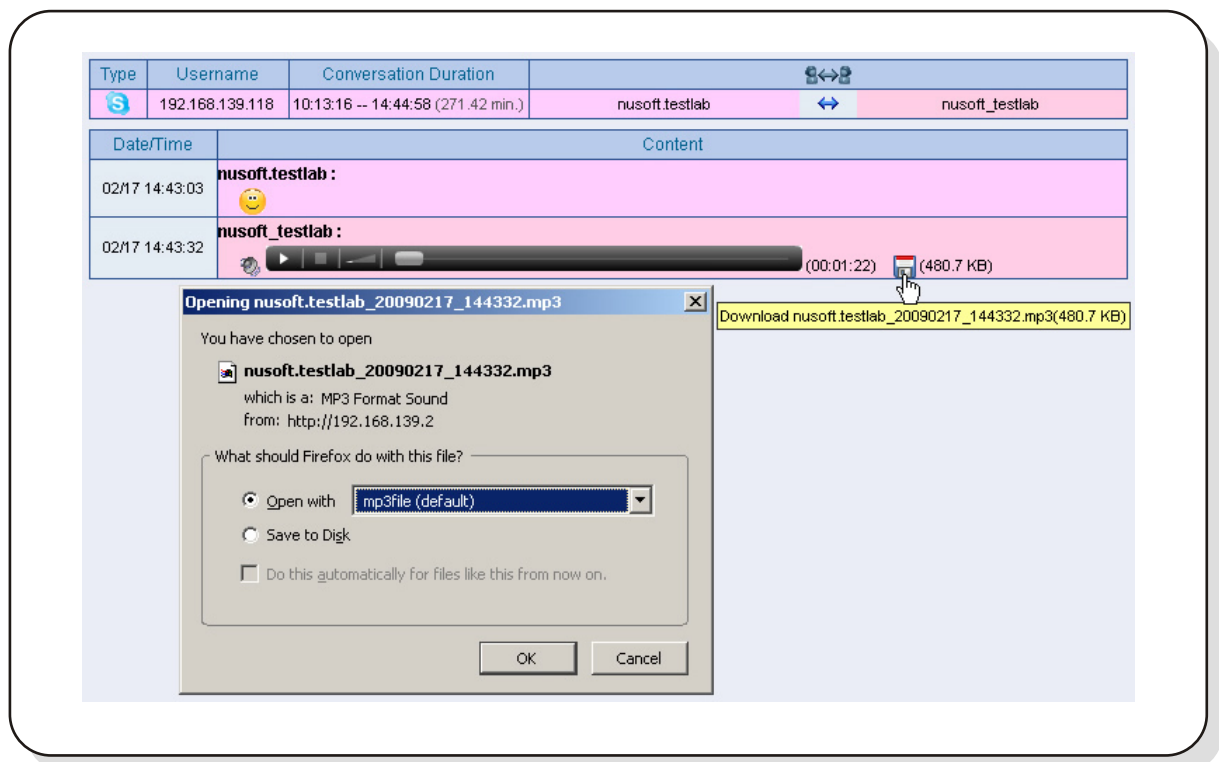 Type Username Conversation Duration
192.168.139.118 10:13:16 -- 14:44:58 (271.42 min.) nusoft.testlab nusoft_testlab
Date/Time Content
02/17 14:43:03 nusoft.testlab :
02/17 14:43:32 nusoft_testlab :
(00:01:22) (480.7 KB)
Download nusoft.testlab_20090217_144332.mp3(480.7 KB)
Opening nusoft.testlab_20090217_144332.mp3
You have chosen to open
nusoft.testlab_20090217_144332.mp3
which is a: MP3 Format Sound
from: http://192.168.139.2
What should Firefox do with this file?
Open with mp3file (default)
Save to Disk
Do this automatically for files like this from now on.
OK Cancel